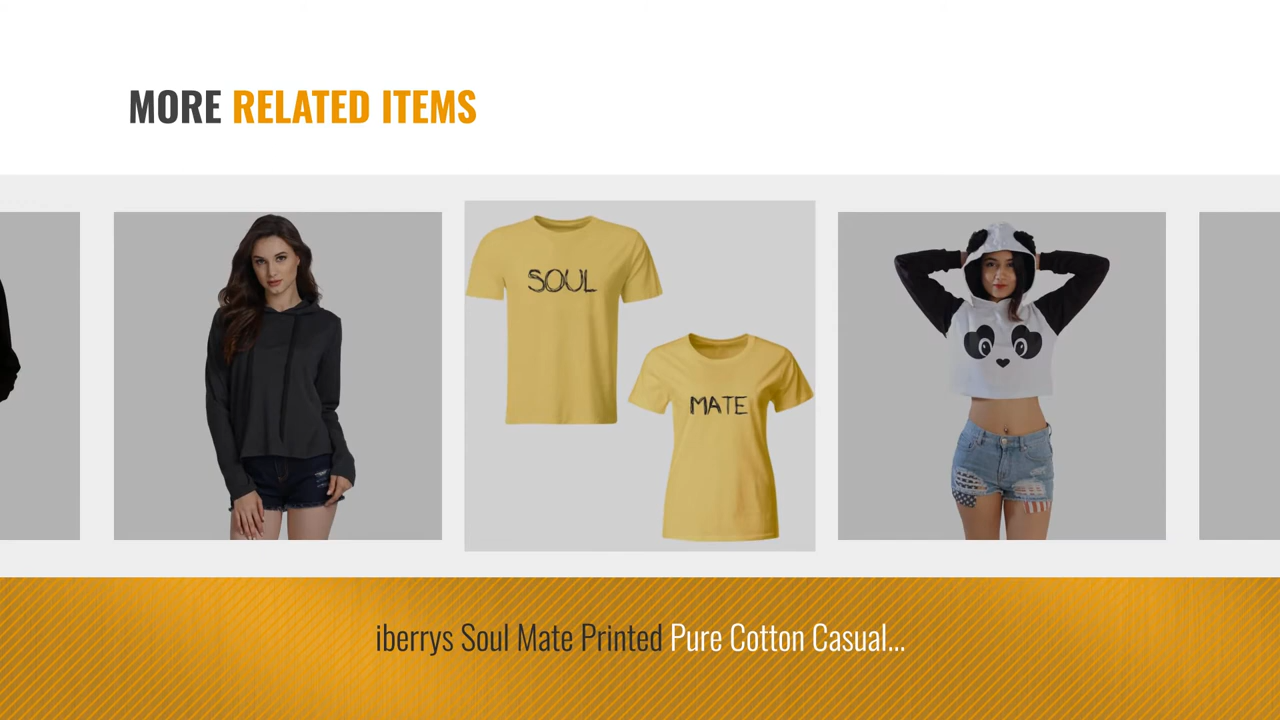 MORE RELATED ITEMS
SOUL
MATE
iberrys Soul Mate Printed Pure Cotton Casual...